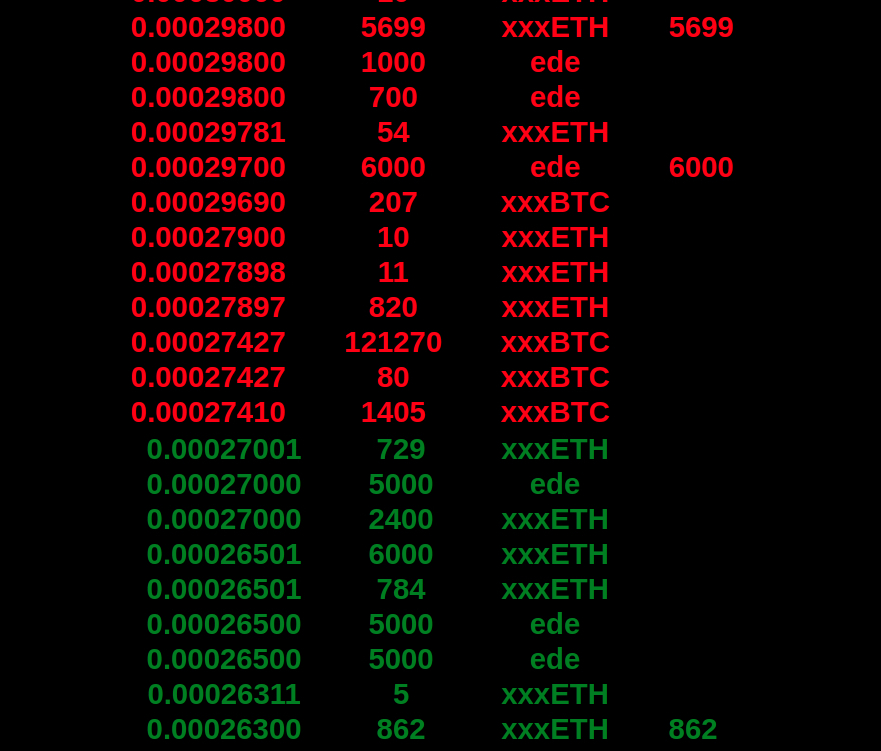 0.00029800 5699 xxxETH 5699
0.00029800 1000 ede
0.00029800 700 ede
0.00029781 54 xxxETH
0.00029700 6000 ede 6000
0.00029690 207 xxxBTC
0.00027900 10 xxxETH
0.00027898 11 xxxETH
0.00027897 820 xxxETH
0.00027427 121270 xxxBTC
0.00027427 80 xxxBTC
0.00027410 1405 xxxBTC
0.00027001 729 xxxETH
0.00027000 5000 ede
0.00027000 2400 xxxETH
0.00026501 6000 xxxETH
0.00026501 784 xxxETH
0.00026500 5000 ede
0.00026500 5000 ede
0.00026311 5 xxxETH
0.00026300 862 xxxETH 862